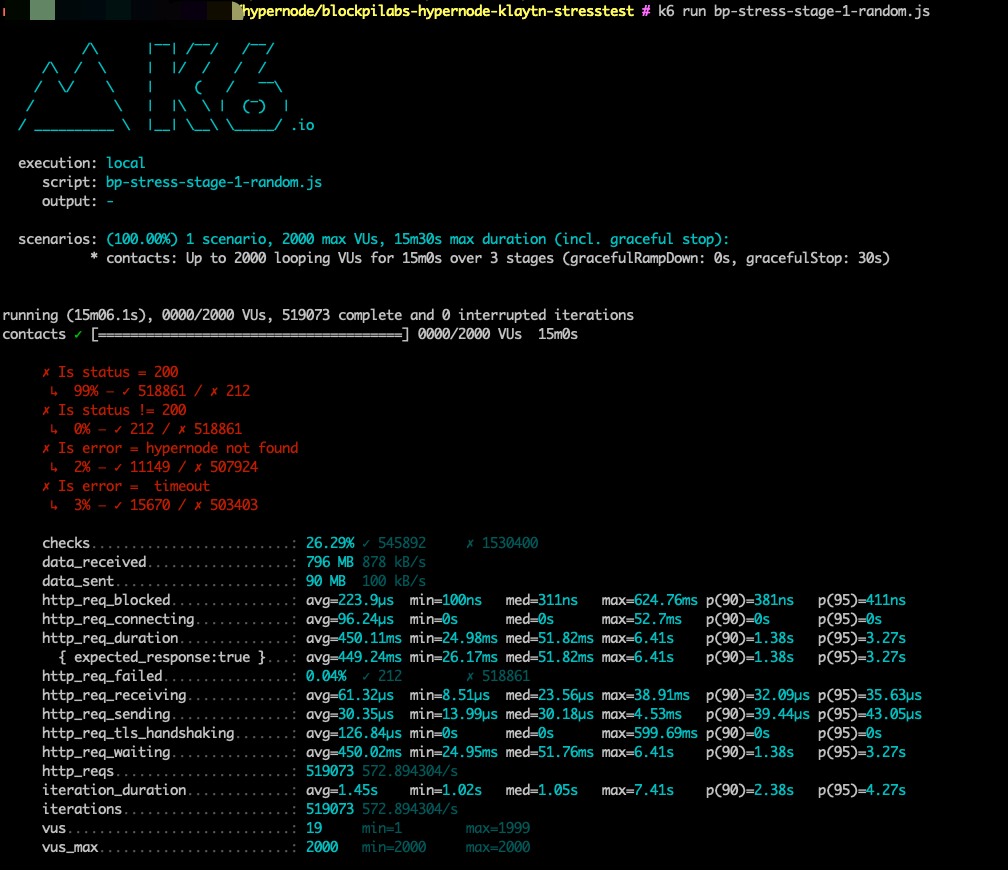 /hypernode/blockpilabs-hypernode-klaytn-stresstest # k6 run bp-stress-stage-1-random.js
K6 .io
execution: local
script: bp-stress-stage-1-random.js
output: -
scenarios: (100.00%) 1 scenario, 2000 max VUs, 15m30s max duration (incl. graceful stop):
* contacts: Up to 2000 looping VUs for 15m0s over 3 stages (gracefulRampDown: 0s, gracefulStop: 30s)
running (15m06.1s), 0000/2000 VUs, 519073 complete and 0 interrupted iterations
contacts ✓ [======================================] 0000/2000 VUs  15m0s
✗ Is status = 200
↳  99% — ✓ 518861 / ✗ 212
✗ Is status != 200
↳  0% — ✓ 212 / ✗ 518861
✗ Is error = hypernode not found
↳  2% — ✓ 11149 / ✗ 507924
✗ Is error =  timeout
↳  3% — ✓ 15670 / ✗ 503403
checks.........................: 26.29% ✓ 545892     ✗ 1530400
data_received..................: 796 MB 878 kB/s
data_sent......................: 90 MB  100 kB/s
http_req_blocked...............: avg=223.9µs  min=100ns   med=311ns   max=624.76ms p(90)=381ns   p(95)=411ns
http_req_connecting............: avg=96.24µs  min=0s      med=0s      max=52.7ms   p(90)=0s      p(95)=0s
http_req_duration..............: avg=450.11ms min=24.98ms med=51.82ms max=6.41s    p(90)=1.38s   p(95)=3.27s
{ expected_response:true }...: avg=449.24ms min=26.17ms med=51.82ms max=6.41s    p(90)=1.38s   p(95)=3.27s
http_req_failed................: 0.04%  ✓ 212        ✗ 518861
http_req_receiving.............: avg=61.32µs  min=8.51µs  med=23.56µs max=38.91ms  p(90)=32.09µs p(95)=35.63µs
http_req_sending...............: avg=30.35µs  min=13.99µs med=30.18µs max=4.53ms   p(90)=39.44µs p(95)=43.05µs
http_req_tls_handshaking.......: avg=126.84µs min=0s      med=0s      max=599.69ms p(90)=0s      p(95)=0s
http_req_waiting...............: avg=450.02ms min=24.95ms med=51.76ms max=6.41s    p(90)=1.38s   p(95)=3.27s
http_reqs......................: 519073 572.894304/s
iteration_duration.............: avg=1.45s    min=1.02s   med=1.05s   max=7.41s    p(90)=2.38s   p(95)=4.27s
iterations.....................: 519073 572.894304/s
vus............................: 19     min=1        max=1999
vus_max........................: 2000   min=2000     max=2000